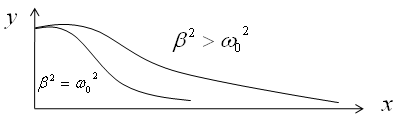 y
β² > ω₀²
β² = ω₀²
x